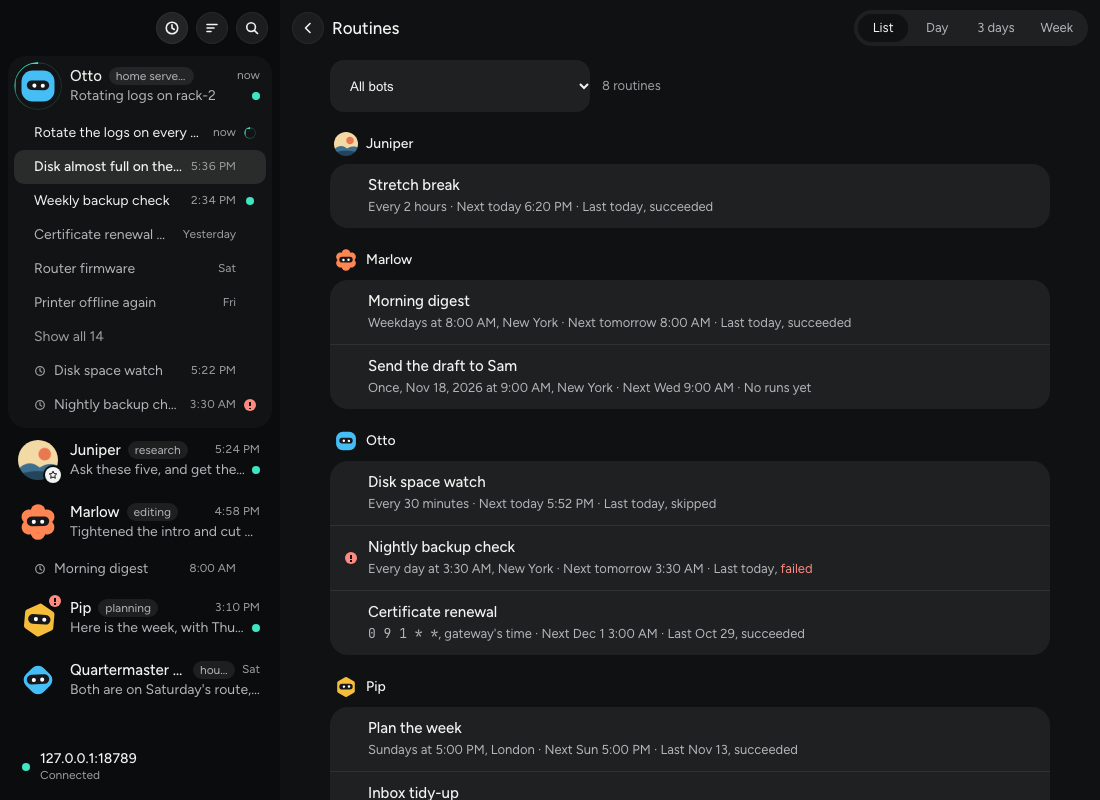 Otto home serve... now
Rotating logs on rack-2
Rotate the logs on every ... now
Disk almost full on the... 5:36 PM
Weekly backup check 2:34 PM
Certificate renewal ... Yesterday
Router firmware Sat
Printer offline again Fri
Show all 14
Disk space watch 5:22 PM
Nightly backup ch... 3:30 AM
Juniper research 5:24 PM
Ask these five, and get the...
Marlow editing 4:58 PM
Tightened the intro and cut ...
Morning digest 8:00 AM
Pip planning 3:10 PM
Here is the week, with Thu...
Quartermaster ... hou... Sat
Both are on Saturday's route,...
127.0.0.1:18789
Connected
Routines
List Day 3 days Week
All bots 8 routines
Juniper
Stretch break
Every 2 hours · Next today 6:20 PM · Last today, succeeded
Marlow
Morning digest
Weekdays at 8:00 AM, New York · Next tomorrow 8:00 AM · Last today, succeeded
Send the draft to Sam
Once, Nov 18, 2026 at 9:00 AM, New York · Next Wed 9:00 AM · No runs yet
Otto
Disk space watch
Every 30 minutes · Next today 5:52 PM · Last today, skipped
Nightly backup check
Every day at 3:30 AM, New York · Next tomorrow 3:30 AM · Last today, failed
Certificate renewal
0 9 1 * *, gateway's time · Next Dec 1 3:00 AM · Last Oct 29, succeeded
Pip
Plan the week
Sundays at 5:00 PM, London · Next Sun 5:00 PM · Last Nov 13, succeeded
Inbox tidy-up